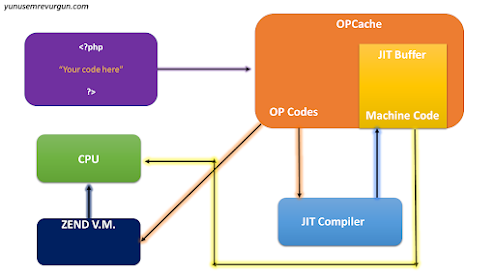 yunusemrevurgun.com
<?php
“Your code here”
?>
OPCache
JIT Buffer
OP Codes
Machine Code
CPU
ZEND V.M.
JIT Compiler